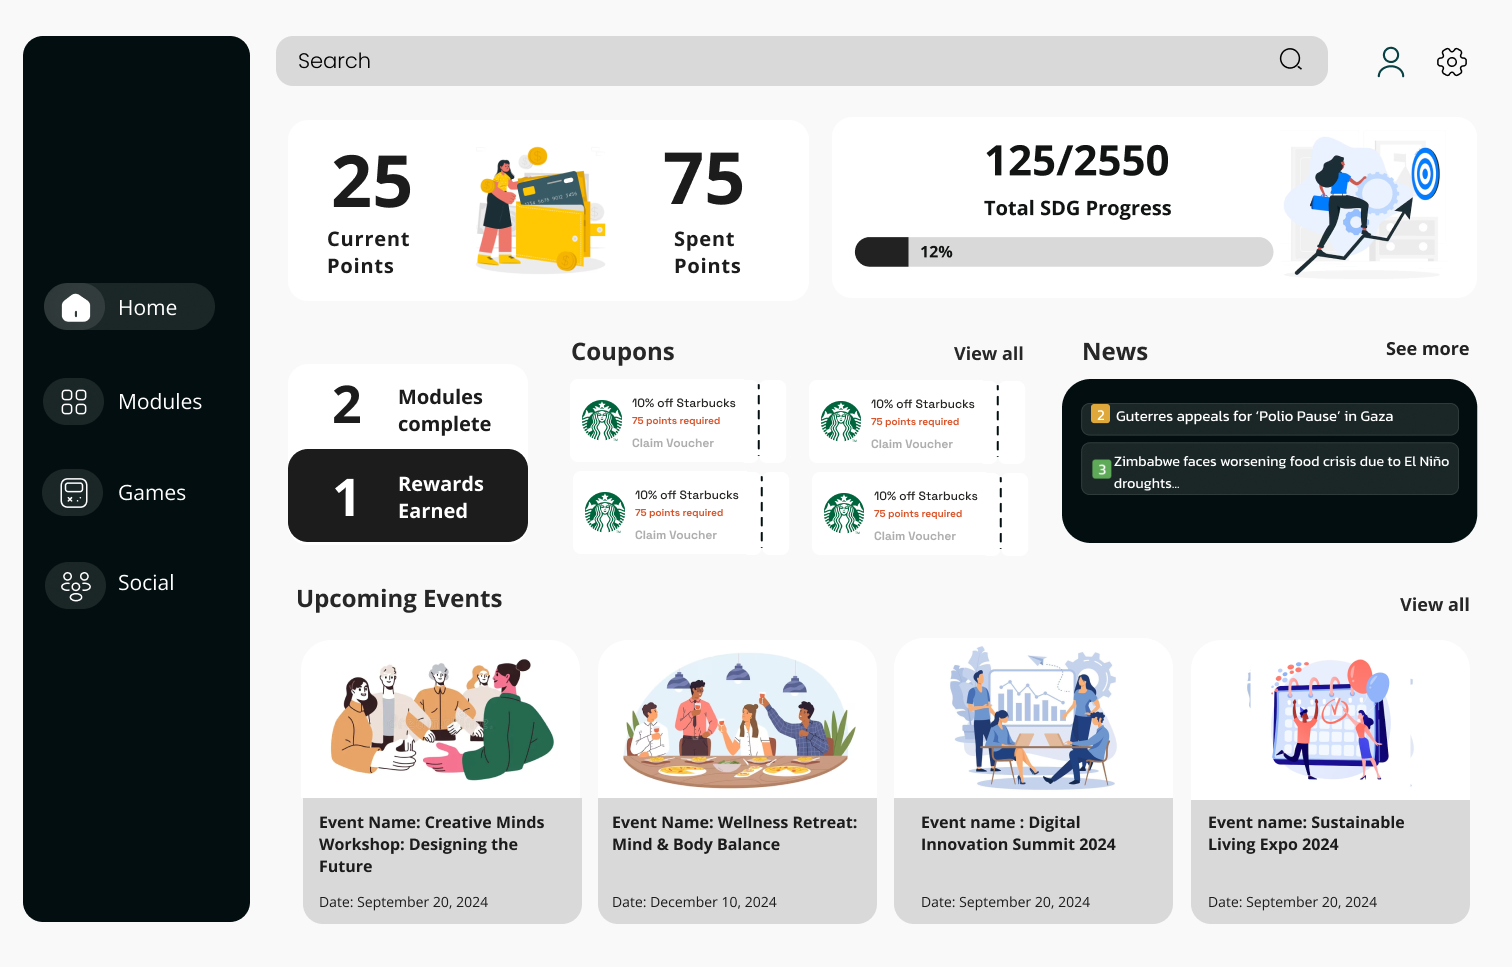 Search
Home
Modules
Games
Social
25
Current
Points
75
Spent
Points
125/2550
Total SDG Progress
12%
2
Modules
complete
1
Rewards
Earned
Coupons
View all
10% off Starbucks
75 points required
Claim Voucher
10% off Starbucks
75 points required
Claim Voucher
10% off Starbucks
75 points required
Claim Voucher
10% off Starbucks
75 points required
Claim Voucher
News
See more
2 Guterres appeals for ‘Polio Pause’ in Gaza
3 Zimbabwe faces worsening food crisis due to El Niño
droughts...
Upcoming Events
View all
Event Name: Creative Minds
Workshop: Designing the
Future
Date: September 20, 2024
Event Name: Wellness Retreat:
Mind & Body Balance
Date: December 10, 2024
Event name : Digital
Innovation Summit 2024
Date: September 20, 2024
Event name: Sustainable
Living Expo 2024
Date: September 20, 2024